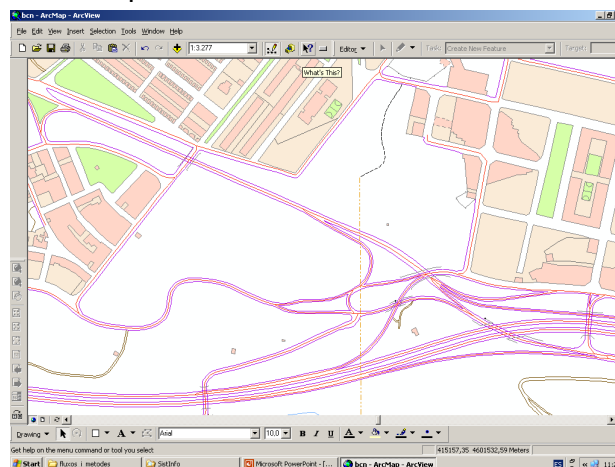 bcn - ArcMap - ArcView
File Edit View Insert Selection Tools Window Help
1:3.277 Editor Task: Create New Feature Target:
What's This?
Drawing A Arial 10,0 B I U A
Get help on the menu command or tool you select 415157,35 4601532,59 Meters
Start fluxos i metodes SistInfo Microsoft PowerPoint - [... bcn - ArcMap - ArcView ES